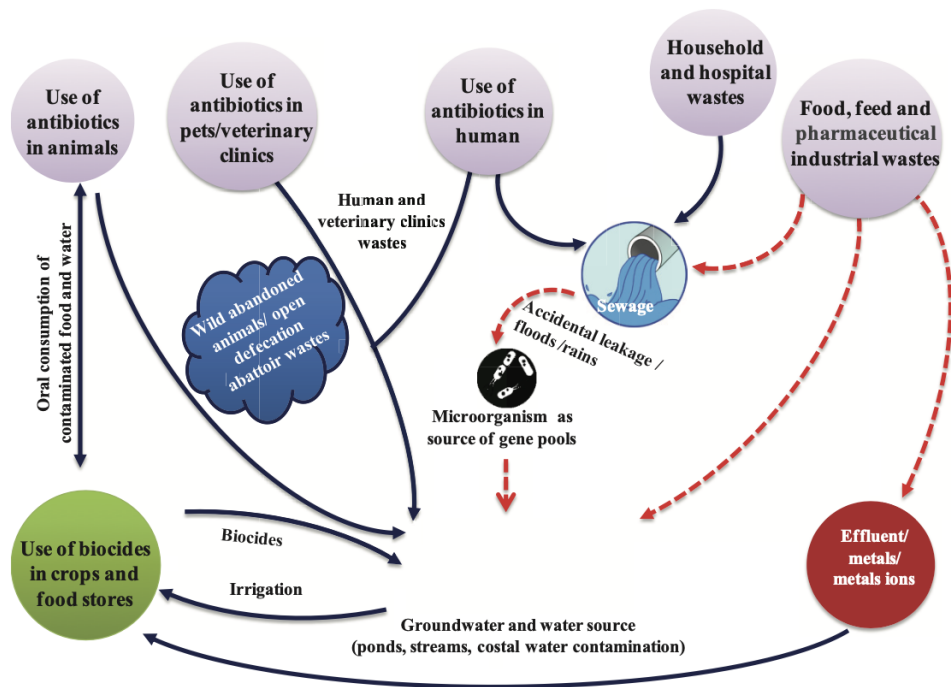 Use of
antibiotics
in animals
Use of
antibiotics in
pets/veterinary
clinics
Use of
antibiotics in
human
Household
and hospital
wastes
Food, feed and
pharmaceutical
industrial wastes
Human and
veterinary clinics
wastes
Oral consumption of
contaminated food and water
Wild abandoned
animals/ open
defecation
abattoir wastes
Sewage
Accidental leakage /
floods /rains
Microorganism as
source of gene pools
Use of biocides
in crops and
food stores
Biocides
Irrigation
Effluent/
metals/
metals ions
Groundwater and water source
(ponds, streams, costal water contamination)